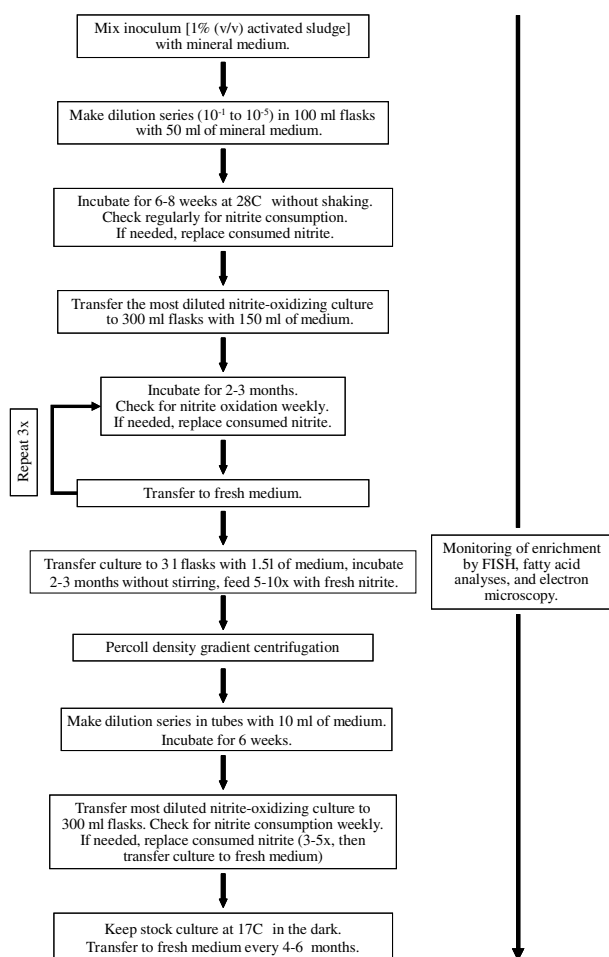 Mix inoculum [1% (v/v) activated sludge]
with mineral medium.
Make dilution series (10⁻¹ to 10⁻⁵) in 100 ml flasks
with 50 ml of mineral medium.
Incubate for 6-8 weeks at 28C without shaking.
Check regularly for nitrite consumption.
If needed, replace consumed nitrite.
Transfer the most diluted nitrite-oxidizing culture
to 300 ml flasks with 150 ml of medium.
Incubate for 2-3 months.
Check for nitrite oxidation weekly.
If needed, replace consumed nitrite.
Repeat 3x
Transfer to fresh medium.
Transfer culture to 3 l flasks with 1.5l of medium, incubate
2-3 months without stirring, feed 5-10x with fresh nitrite.
Monitoring of enrichment
by FISH, fatty acid
analyses, and electron
microscopy.
Percoll density gradient centrifugation
Make dilution series in tubes with 10 ml of medium.
Incubate for 6 weeks.
Transfer most diluted nitrite-oxidizing culture to
300 ml flasks. Check for nitrite consumption weekly.
If needed, replace consumed nitrite (3-5x, then
transfer culture to fresh medium)
Keep stock culture at 17C in the dark.
Transfer to fresh medium every 4-6 months.